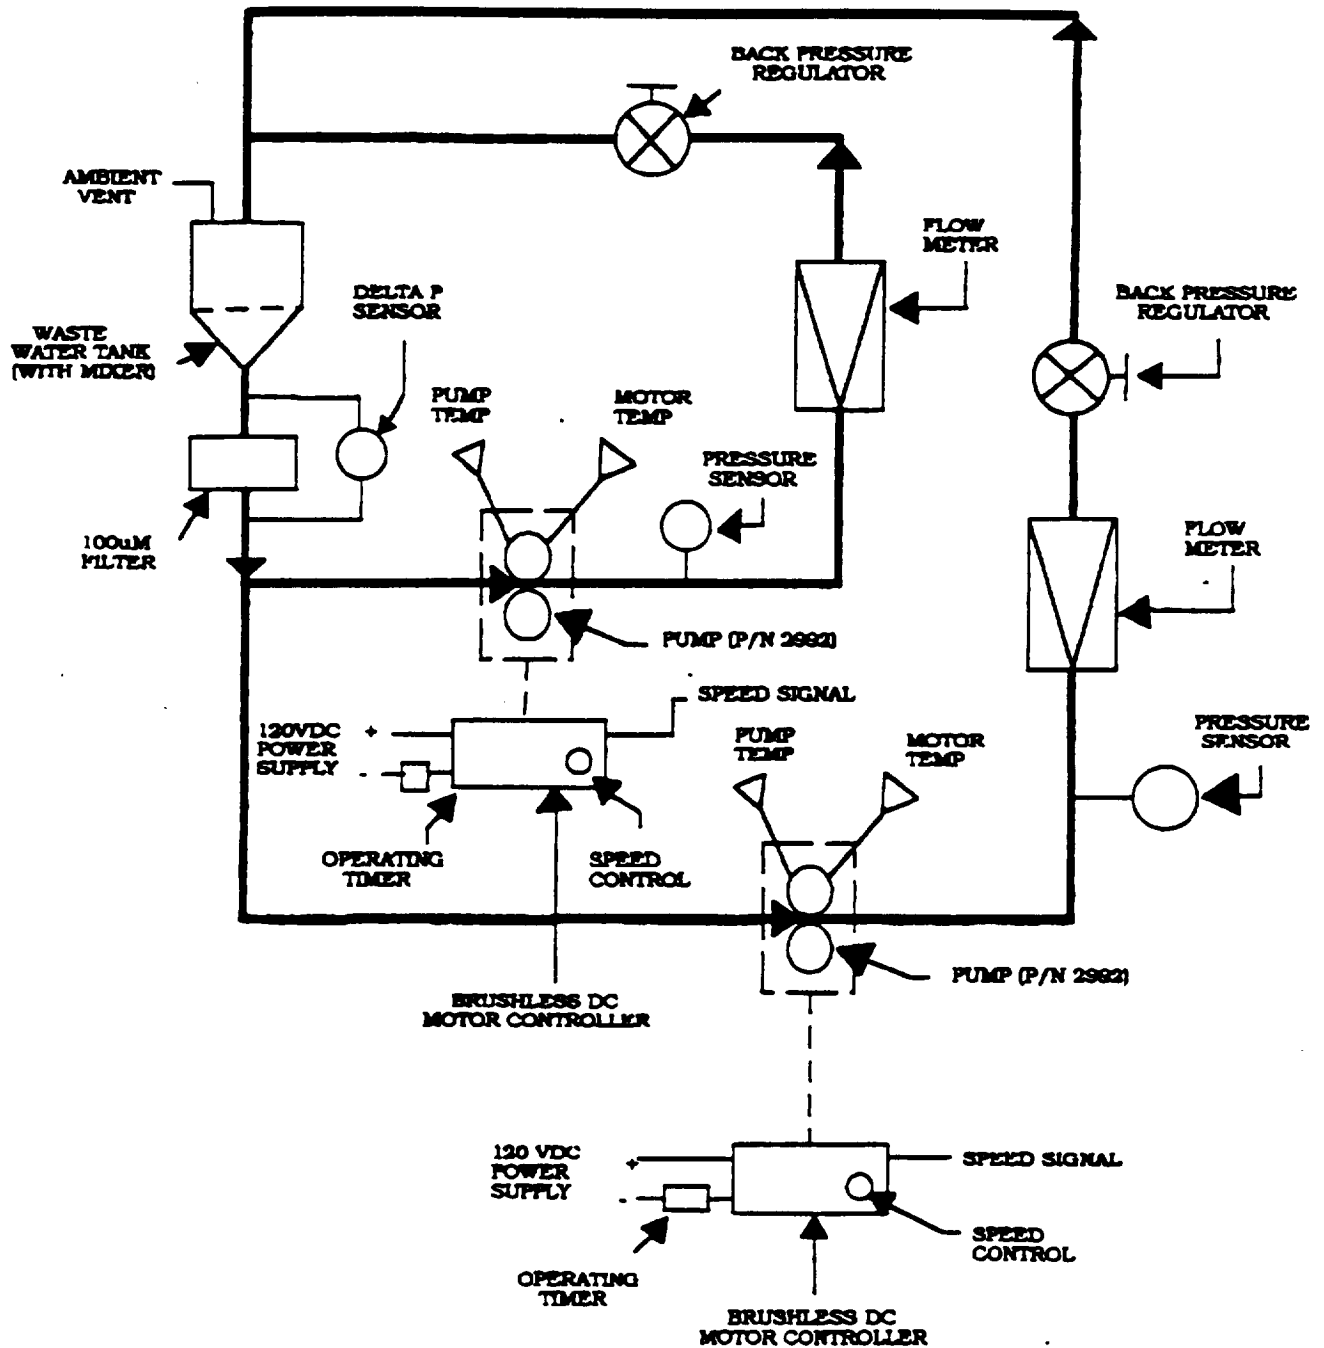 BACK PRESSURE
REGULATOR
AMBIENT
VENT
FLOW
METER
DELTA P
SENSOR
BACK PRESSURE
REGULATOR
WASTE
WATER TANK
(WITH MIXER)
PUMP
TEMP
MOTOR
TEMP
PRESSURE
SENSOR
100uM
FILTER
FLOW
METER
PUMP (P/N 2992)
SPEED SIGNAL
120VDC +
POWER
SUPPLY -
PUMP
TEMP
MOTOR
TEMP
PRESSURE
SENSOR
OPERATING
TIMER
SPEED
CONTROL
PUMP (P/N 2992)
BRUSHLESS DC
MOTOR CONTROLLER
120 VDC +
POWER
SUPPLY -
SPEED SIGNAL
SPEED
CONTROL
OPERATING
TIMER
BRUSHLESS DC
MOTOR CONTROLLER